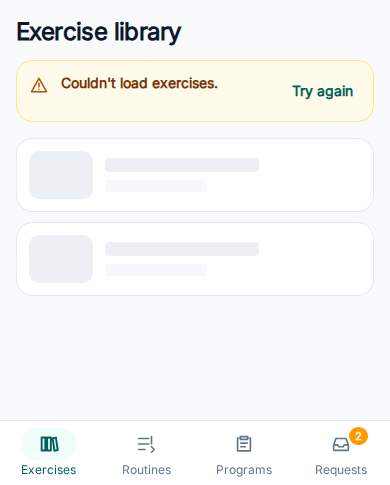 Exercise library
Couldn't load exercises.
Try again
2
Exercises
Routines
Programs
Requests